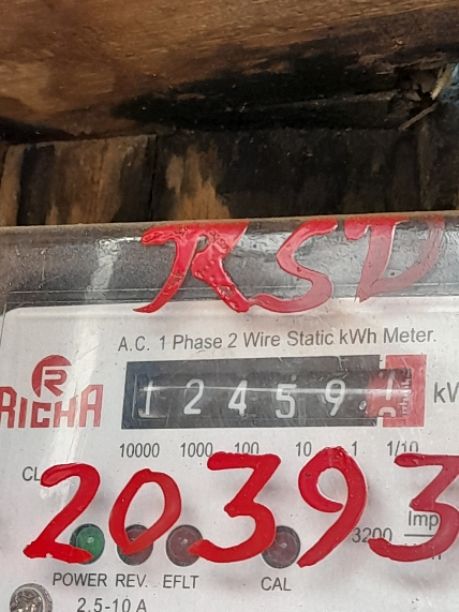 RSD
A.C. 1 Phase 2 Wire Static kWh Meter.
R
RICHA
1 2 4 5 9
10000 1000 100 10 1 1/10
20393
3200 Imp
POWER REV. EFLT CAL
2.5-10 A